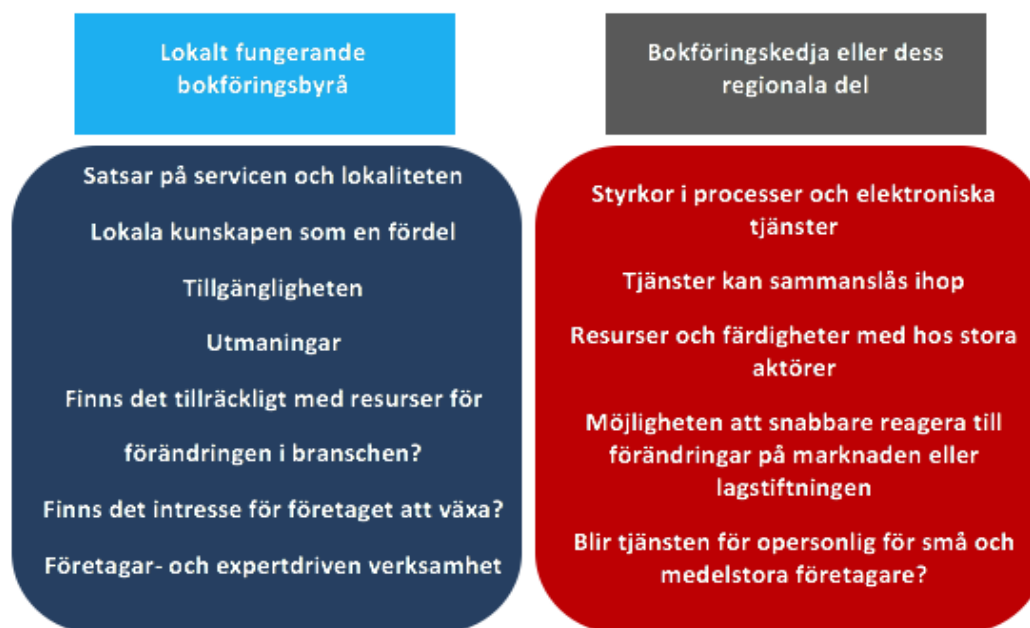 Lokalt fungerande
bokföringsbyrå
Satsar på servicen och lokaliteten
Lokala kunskapen som en fördel
Tillgängligheten
Utmaningar
Finns det tillräckligt med resurser för
förändringen i branschen?
Finns det intresse för företaget att växa?
Företagar- och expertdriven verksamhet
Bokföringskedja eller dess
regionala del
Styrkor i processer och elektroniska
tjänster
Tjänster kan sammanslås ihop
Resurser och färdigheter med hos stora
aktörer
Möjligheten att snabbare reagera till
förändringar på marknaden eller
lagstiftningen
Blir tjänsten för opersonlig för små och
medelstora företagare?